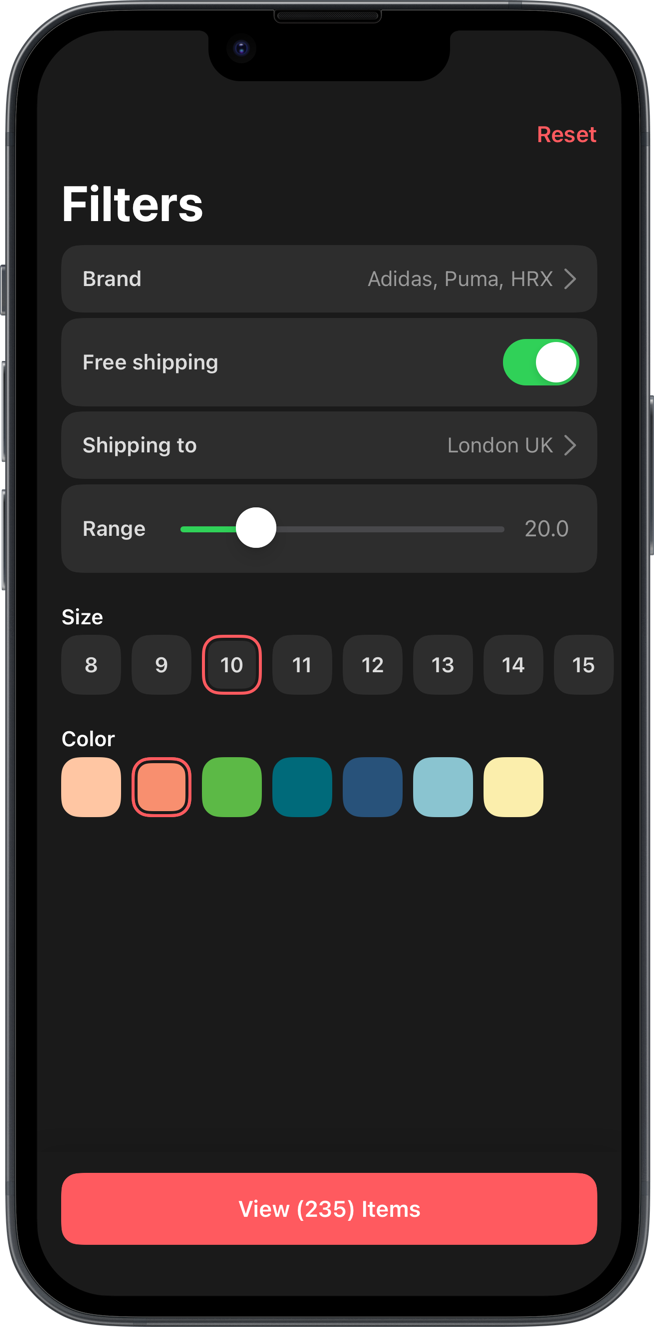 Reset
Filters
Brand Adidas, Puma, HRX
Free shipping
Shipping to London UK
Range 20.0
Size
8 9 10 11 12 13 14 15
Color
View (235) Items